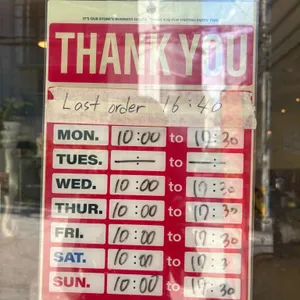 THANK YOU
Last order 16:40
MON. 10:00 to 17:30
TUES. —:— to —:—
WED. 10:00 to 17:30
THUR. 10:00 to 17:30
FRI. 10:00 to 17:30
SAT. 10:00 to 17:3
SUN. 10:00 to 17:30